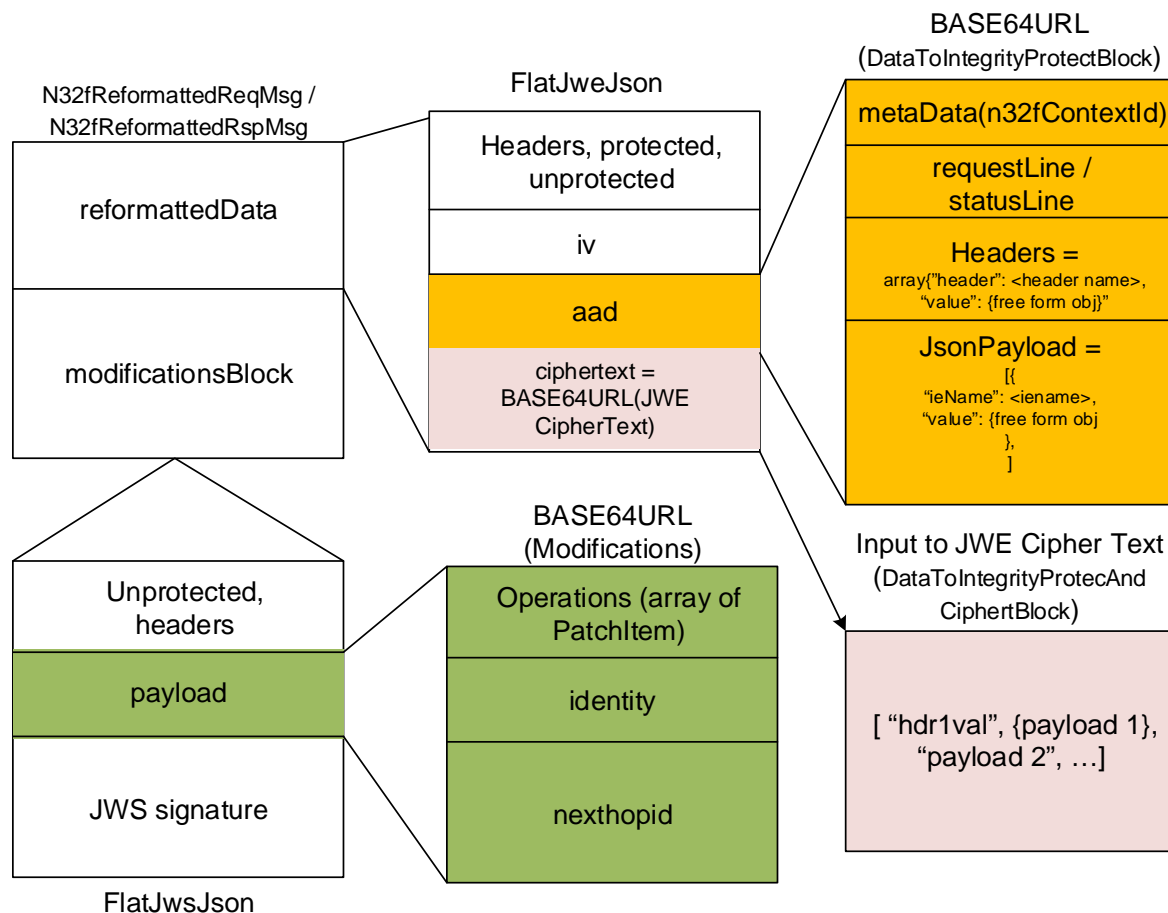 N32fReformattedReqMsg /
N32fReformattedRspMsg
reformattedData
modificationsBlock
FlatJweJson
Headers, protected,
unprotected
iv
aad
ciphertext =
BASE64URL(JWE
CipherText)
BASE64URL
(DataToIntegrityProtectBlock)
metaData(n32fContextId)
requestLine /
statusLine
Headers =
array{”header”: <header name>,
“value”: {free form obj}”
JsonPayload =
[{
“ieName”: <iename>,
“value”: {free form obj
},
]
Unprotected,
headers
payload
JWS signature
FlatJwsJson
BASE64URL
(Modifications)
Operations (array of
PatchItem)
identity
nexthopid
Input to JWE Cipher Text
(DataToIntegrityProtecAnd
CiphertBlock)
[ “hdr1val”, {payload 1},
“payload 2”, …]